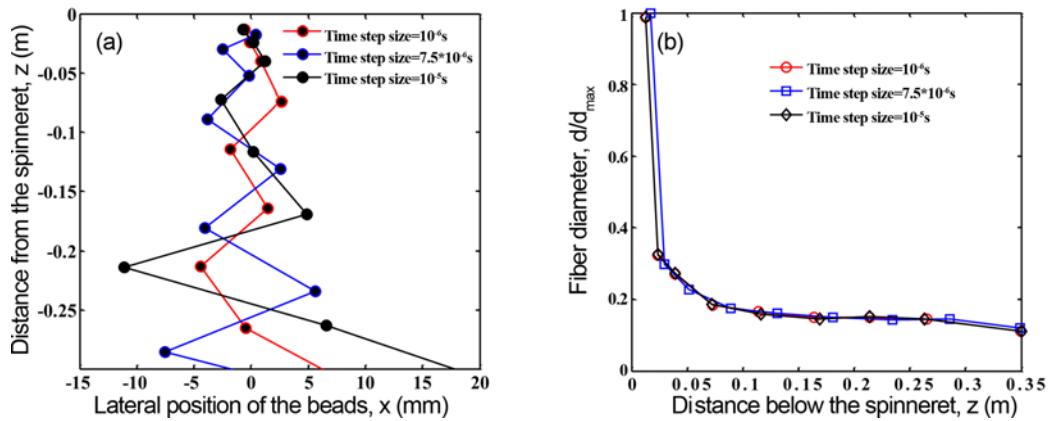 (a)
Time step size=10⁻⁶s
Time step size=7.5*10⁻⁶s
Time step size=10⁻⁵s
0
-0.05
-0.1
-0.15
-0.2
-0.25
Distance from the spinneret, z (m)
-15 -10 -5 0 5 10 15 20
Lateral position of the beads, x (mm)
(b)
Time step size=10⁻⁶s
Time step size=7.5*10⁻⁶s
Time step size=10⁻⁵s
1
0.8
0.6
0.4
0.2
0
Fiber diameter, d/dmax
0 0.05 0.1 0.15 0.2 0.25 0.3 0.35
Distance below the spinneret, z (m)